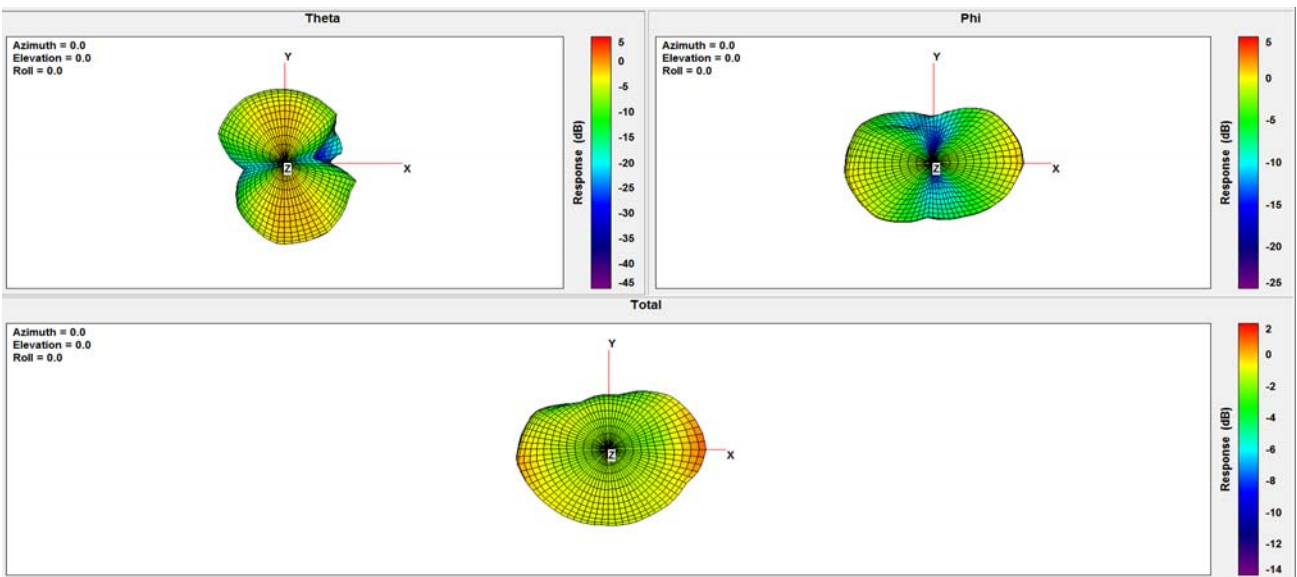 Theta
Azimuth = 0.0
Elevation = 0.0
Roll = 0.0
Y
X
Z
Response (dB)
5
0
-5
-10
-15
-20
-25
-30
-35
-40
-45
Phi
Azimuth = 0.0
Elevation = 0.0
Roll = 0.0
Y
X
Z
Response (dB)
5
0
-5
-10
-15
-20
-25
Total
Azimuth = 0.0
Elevation = 0.0
Roll = 0.0
Y
X
Z
Response (dB)
2
0
-2
-4
-6
-8
-10
-12
-14